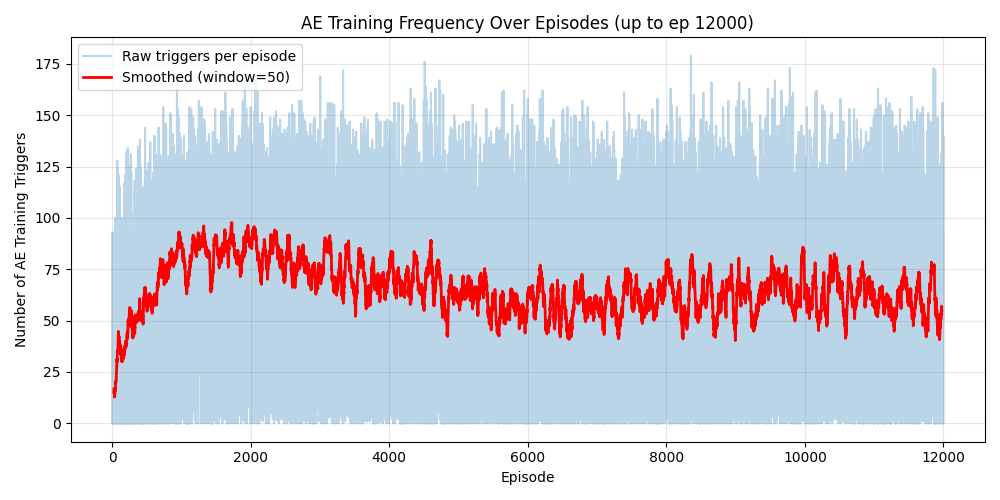 AE Training Frequency Over Episodes (up to ep 12000)
Raw triggers per episode
Smoothed (window=50)
Number of AE Training Triggers
175
150
125
100
75
50
25
0
0 2000 4000 6000 8000 10000 12000
Episode